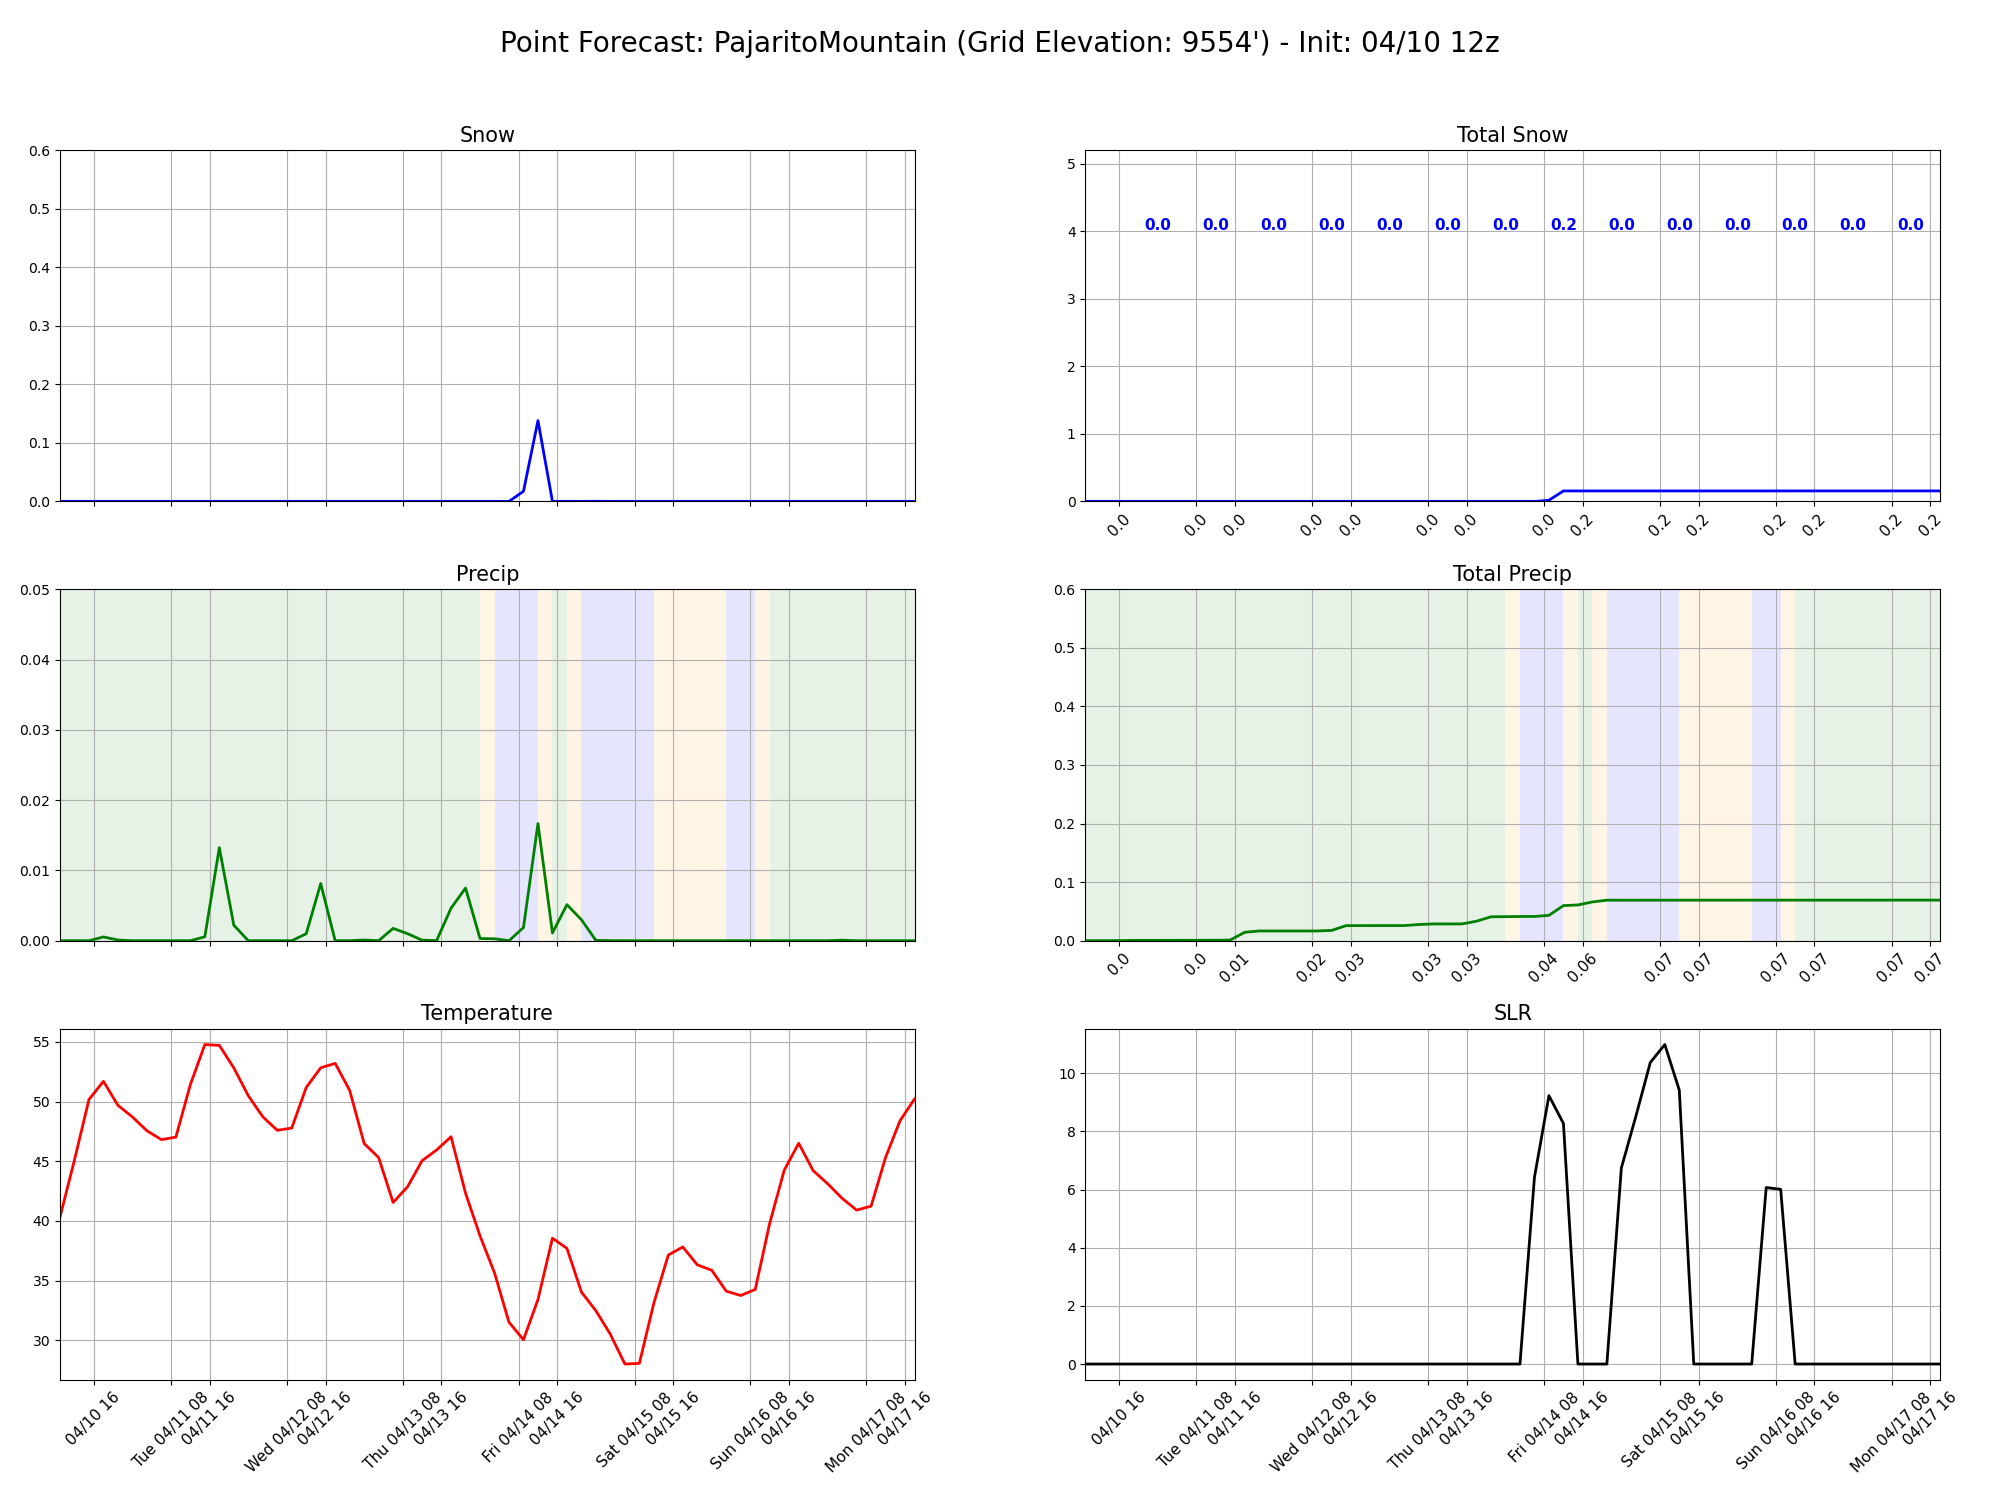 Point Forecast: PajaritoMountain (Grid Elevation: 9554') - Init: 04/10 12z
Snow
0.6
0.5
0.4
0.3
0.2
0.1
0.0
Total Snow
5
4
3
2
1
0
0.0 0.0 0.0 0.0 0.0 0.0 0.0 0.2 0.0 0.0 0.0 0.0 0.0 0.0
0.0 0.0 0.0 0.0 0.0 0.0 0.0 0.0 0.2 0.2 0.2 0.2 0.2 0.2 0.2
Precip
0.05
0.04
0.03
0.02
0.01
0.00
Total Precip
0.6
0.5
0.4
0.3
0.2
0.1
0.0
0.0 0.0 0.01 0.02 0.03 0.03 0.03 0.04 0.06 0.07 0.07 0.07 0.07 0.07 0.07
Temperature
55
50
45
40
35
30
04/10 16
Tue 04/11 08
04/11 16
Wed 04/12 08
04/12 16
Thu 04/13 08
04/13 16
Fri 04/14 08
04/14 16
Sat 04/15 08
04/15 16
Sun 04/16 08
04/16 16
Mon 04/17 08
04/17 16
SLR
10
8
6
4
2
0
04/10 16
Tue 04/11 08
04/11 16
Wed 04/12 08
04/12 16
Thu 04/13 08
04/13 16
Fri 04/14 08
04/14 16
Sat 04/15 08
04/15 16
Sun 04/16 08
04/16 16
Mon 04/17 08
04/17 16